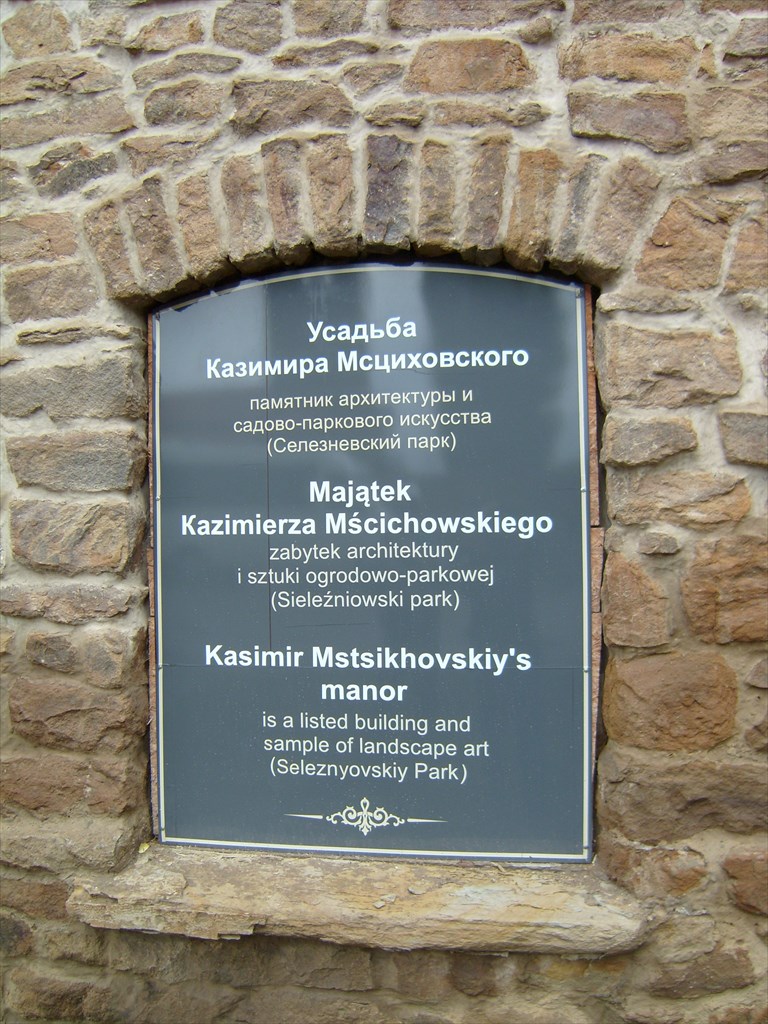 Усадьба
Казимира Мсциховского
памятник архитектуры и
садово-паркового искусства
(Селезневский парк)
Majątek
Kazimierza Mścichowskiego
zabytek architektury
i sztuki ogrodowo-parkowej
(Sieleźniowski park)
Kasimir Mstsikhovskiy's
manor
is a listed building and
sample of landscape art
(Seleznyovskiy Park)